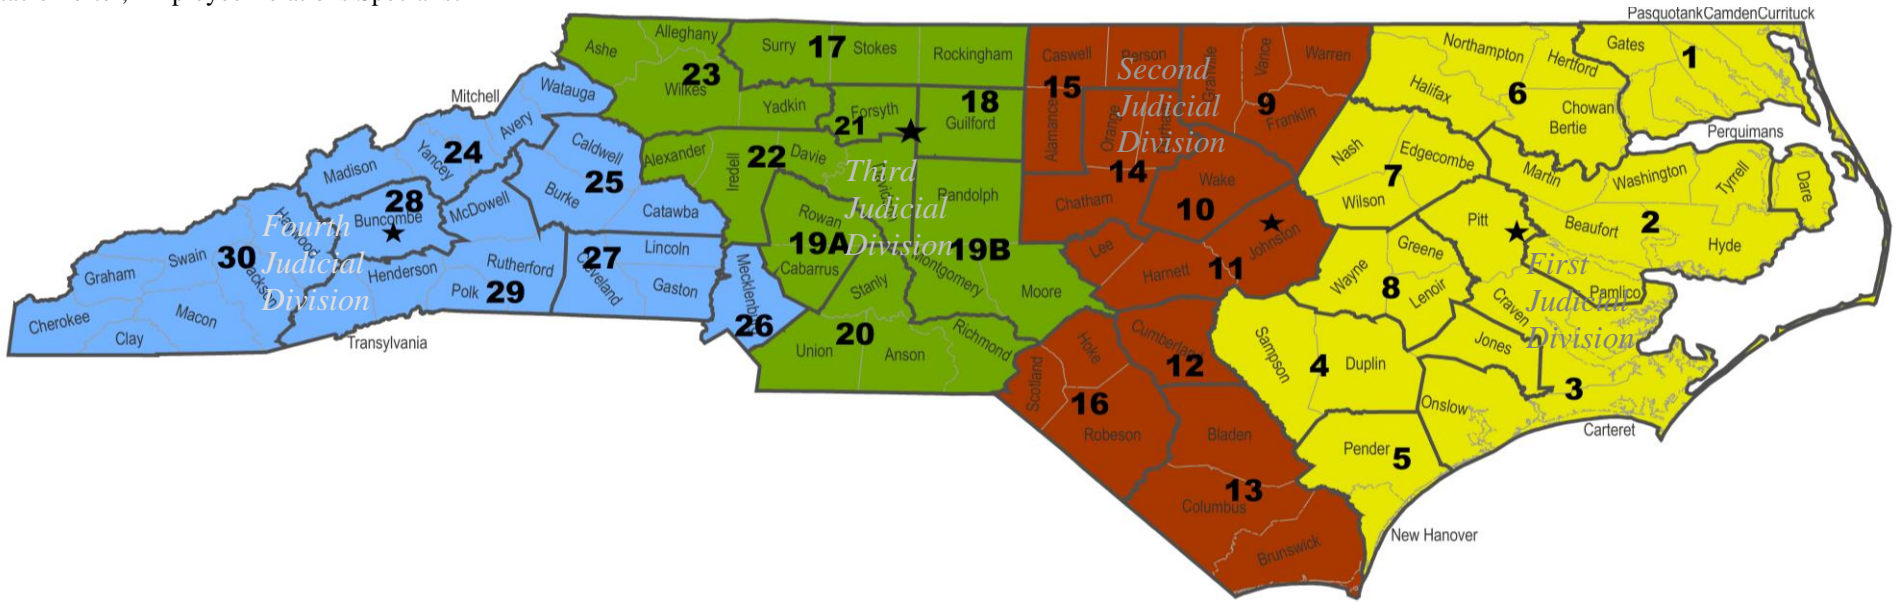 PasquotankCamdenCurrituck
Ashe
Alleghany
Surry
17
Stokes
Rockingham
Caswell
Person
Granville
Vance
Warren
Northampton
Hertford
Gates
1
23
Wilkes
Watauga
Mitchell
Yadkin
Forsyth
21
18
Guilford
15
Second
Judicial
Division
9
Franklin
Halifax
6
Chowan
Bertie
Perquimans
Avery
Yancey
24
Madison
Caldwell
25
Burke
Catawba
Alexander
Iredell
22
Davie
Third
Judicial
Division
Randolph
Alamance
Orange
14
Chatham
Wake
10
Nash
Edgecombe
7
Wilson
Martin
Washington
Tyrrell
Dare
28
Buncombe
McDowell
Haywood
Fourth
Judicial
Division
30
Swain
Graham
Jackson
Cherokee
Clay
Macon
Transylvania
Henderson
Polk
29
Rutherford
27
Cleveland
Lincoln
Gaston
26
Rowan
19A
Cabarrus
Stanly
19B
Montgomery
Moore
20
Union
Anson
Richmond
Lee
Harnett
11
Johnston
Pitt
Greene
Wayne
8
Lenoir
Beaufort
2
Hyde
First
Judicial
Division
Pamlico
Craven
Jones
3
Carteret
Onslow
Sampson
4
Duplin
Pender
5
New Hanover
Hoke
Scotland
16
Robeson
12
Bladen
13
Columbus
Brunswick